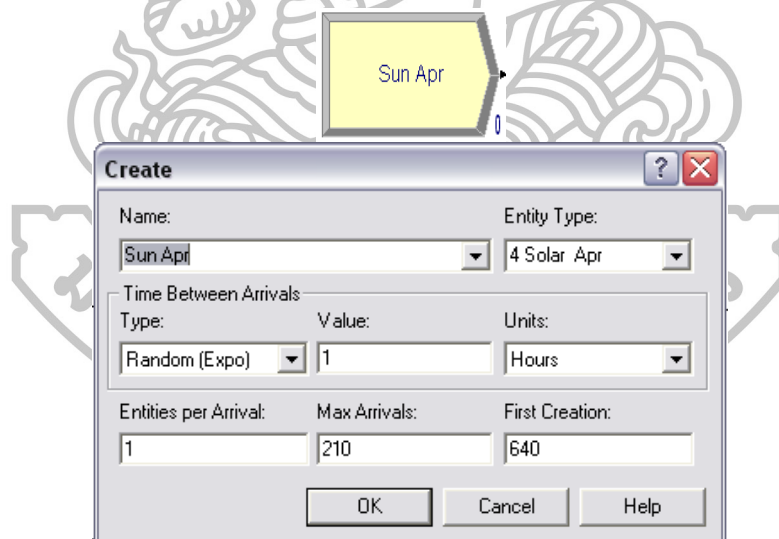 Sun Apr
0
Create
Name: Entity Type:
Sun Apr 4 Solar Apr
Time Between Arrivals
Type: Value: Units:
Random (Expo) 1 Hours
Entities per Arrival: Max Arrivals: First Creation:
1 210 640
OK Cancel Help